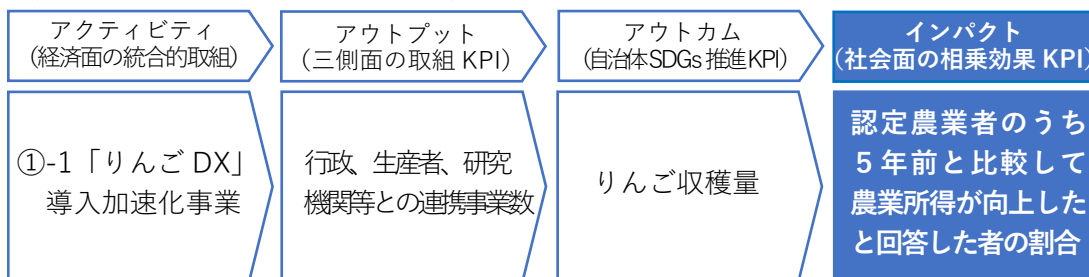 アクティビティ
(経済面の統合的取組)
アウトプット
(三側面の取組 KPI)
アウトカム
(自治体SDGs 推進KPI)
インパクト
(社会面の相乗効果 KPI)
①-1「りんご DX」
導入加速化事業
行政、生産者、研究
機関等との連携事業数
りんご収穫量
認定農業者のうち
5年前と比較して
農業所得が向上した
と回答した者の割合